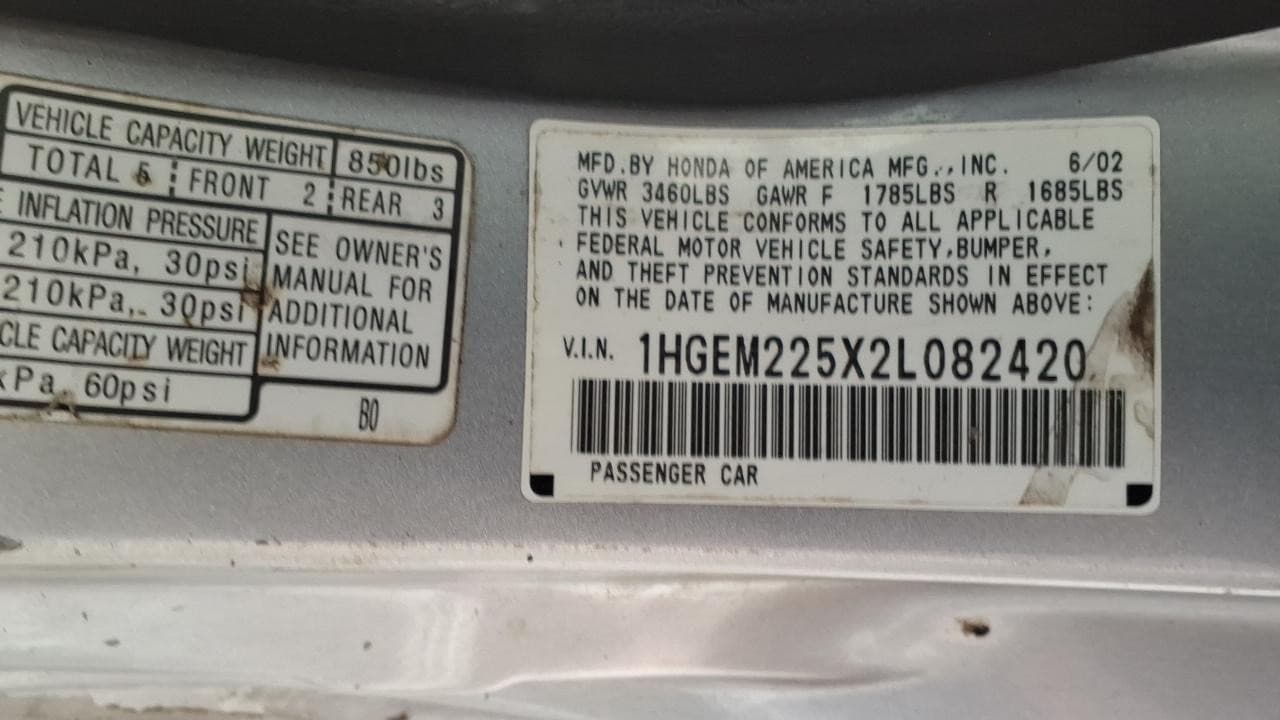 VEHICLE CAPACITY WEIGHT 850lbs
TOTAL 5 FRONT 2 REAR 3
INFLATION PRESSURE
210kPa, 30psi
210kPa, 30psi
CLE CAPACITY WEIGHT
kPa, 60psi
SEE OWNER'S
MANUAL FOR
ADDITIONAL
INFORMATION
B0
MFD.BY HONDA OF AMERICA MFG.,INC. 6/02
GVWR 3460LBS GAWR F 1785LBS R 1685LBS
THIS VEHICLE CONFORMS TO ALL APPLICABLE
FEDERAL MOTOR VEHICLE SAFETY,BUMPER,
AND THEFT PREVENTION STANDARDS IN EFFECT
ON THE DATE OF MANUFACTURE SHOWN ABOVE:
V.I.N. 1HGEM225X2L082420
PASSENGER CAR